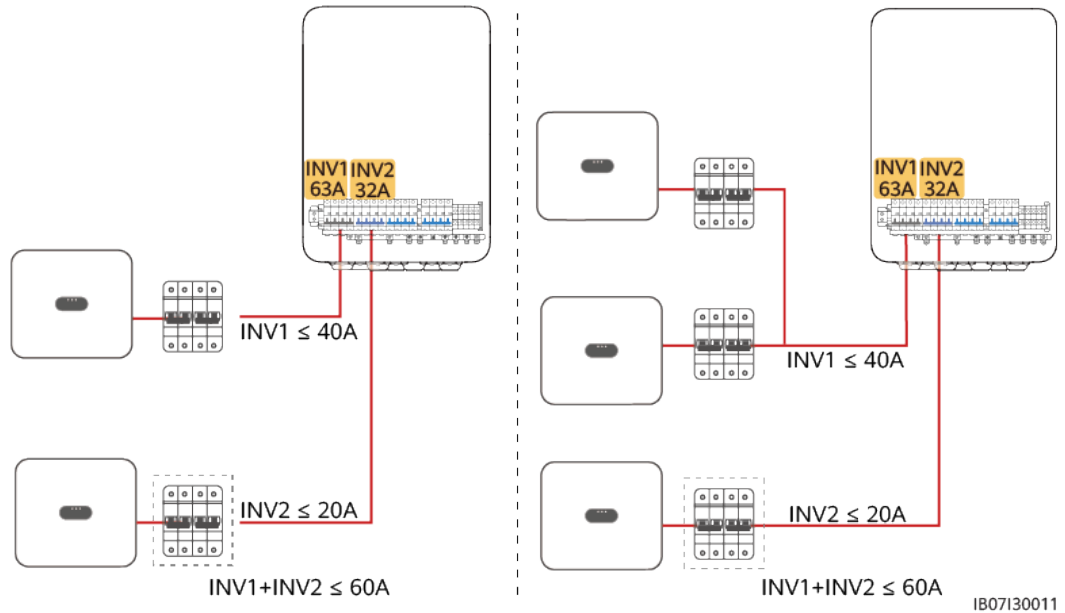 INV1 INV2
63A 32A
INV1 ≤ 40A
INV2 ≤ 20A
INV1+INV2 ≤ 60A
INV1 INV2
63A 32A
INV1 ≤ 40A
INV2 ≤ 20A
INV1+INV2 ≤ 60A
IB07I30011